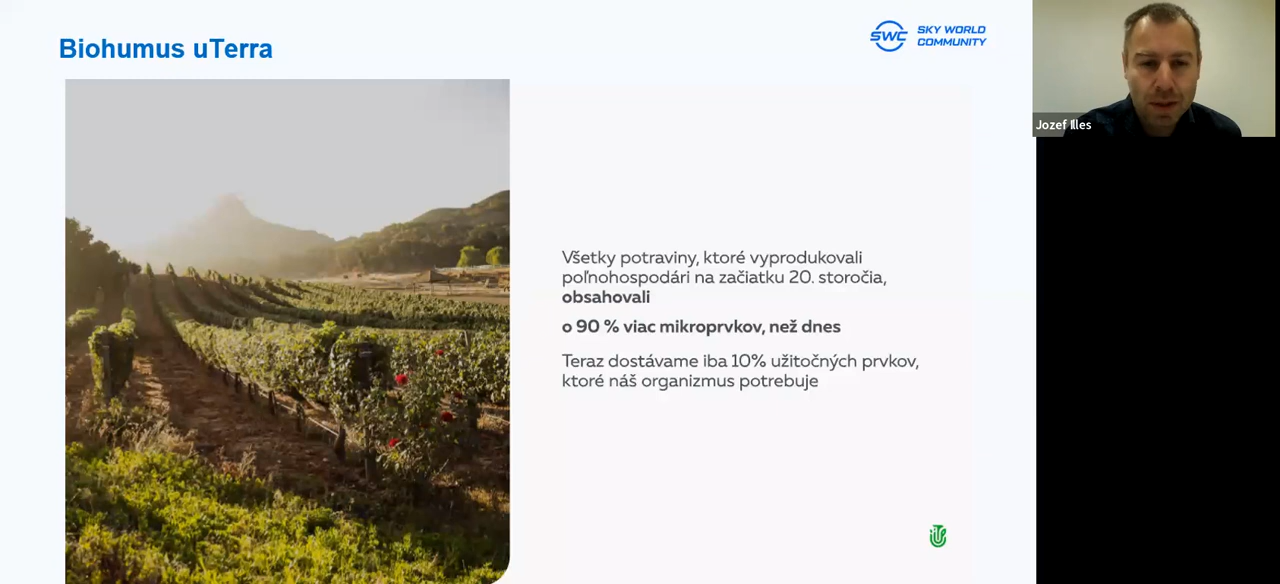 Biohumus uTerra
SWC
SKY WORLD
COMMUNITY
Jozef Illes
Všetky potraviny, ktoré vyprodukovali
poľnohospodári na začiatku 20. storočia,
obsahovali
o 90 % viac mikroprvkov, než dnes
Teraz dostávame iba 10% užitočných prvkov,
ktoré náš organizmus potrebuje